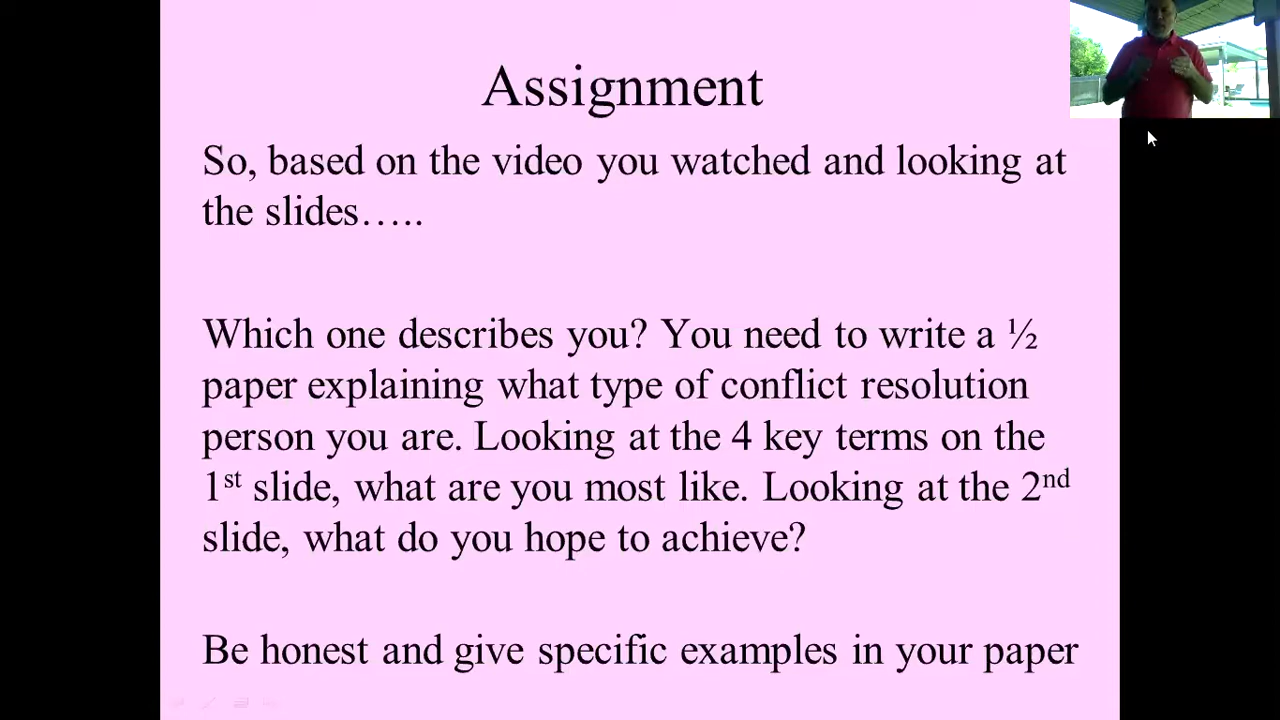 Assignment
So, based on the video you watched and looking at
the slides…..
Which one describes you? You need to write a ½
paper explaining what type of conflict resolution
person you are. Looking at the 4 key terms on the
1st slide, what are you most like. Looking at the 2nd
slide, what do you hope to achieve?
Be honest and give specific examples in your paper